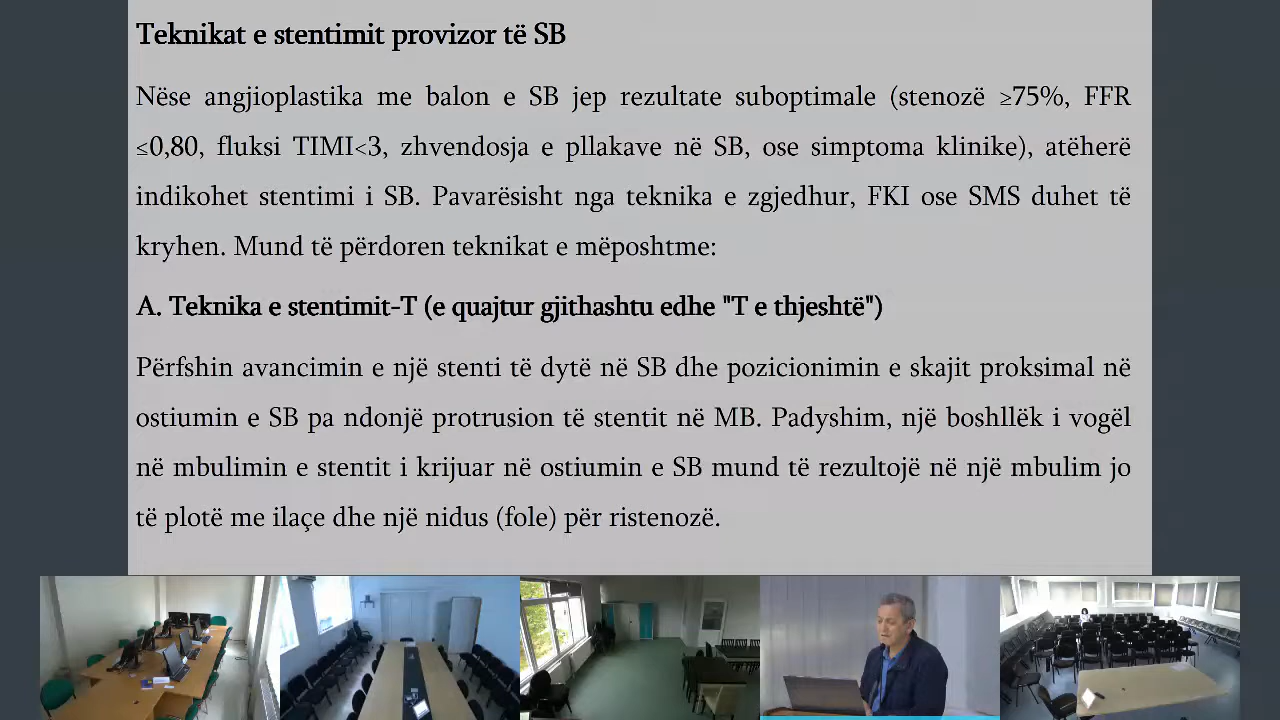 Teknikat e stentimit provizor të SB
Nëse angjioplastika me balon e SB jep rezultate suboptimale (stenozë ≥75%, FFR
≤0,80, fluksi TIMI<3, zhvendosja e pllakave në SB, ose simptoma klinike), atëherë
indikohet stentimi i SB. Pavarësisht nga teknika e zgjedhur, FKI ose SMS duhet të
kryhen. Mund të përdoren teknikat e mëposhtme:
A. Teknika e stentimit-T (e quajtur gjithashtu edhe "T e thjeshtë")
Përfshin avancimin e një stenti të dytë në SB dhe pozicionimin e skajit proksimal në
ostiumin e SB pa ndonjë protrusion të stentit në MB. Padyshim, një boshllëk i vogël
në mbulimin e stentit i krijuar në ostiumin e SB mund të rezultojë në një mbulim jo
të plotë me ilaçe dhe një nidus (fole) për ristenozë.